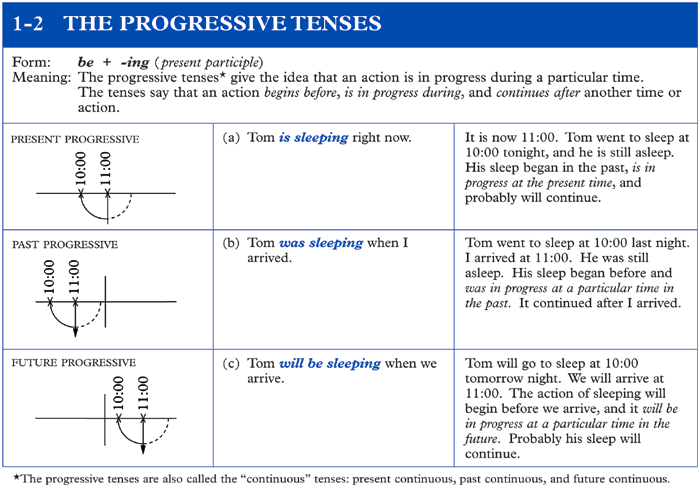 1-2 THE PROGRESSIVE TENSES
Form: be + -ing (present participle)
Meaning: The progressive tenses* give the idea that an action is in progress during a particular time.
The tenses say that an action begins before, is in progress during, and continues after another time or
action.
PRESENT PROGRESSIVE
10:00
11:00
(a) Tom is sleeping right now.
It is now 11:00. Tom went to sleep at
10:00 tonight, and he is still asleep.
His sleep began in the past, is in
progress at the present time, and
probably will continue.
PAST PROGRESSIVE
10:00
11:00
(b) Tom was sleeping when I
arrived.
Tom went to sleep at 10:00 last night.
I arrived at 11:00. He was still
asleep. His sleep began before and
was in progress at a particular time in
the past. It continued after I arrived.
FUTURE PROGRESSIVE
10:00
11:00
(c) Tom will be sleeping when we
arrive.
Tom will go to sleep at 10:00
tomorrow night. We will arrive at
11:00. The action of sleeping will
begin before we arrive, and it will be
in progress at a particular time in the
future. Probably his sleep will
continue.
*The progressive tenses are also called the “continuous” tenses: present continuous, past continuous, and future continuous.